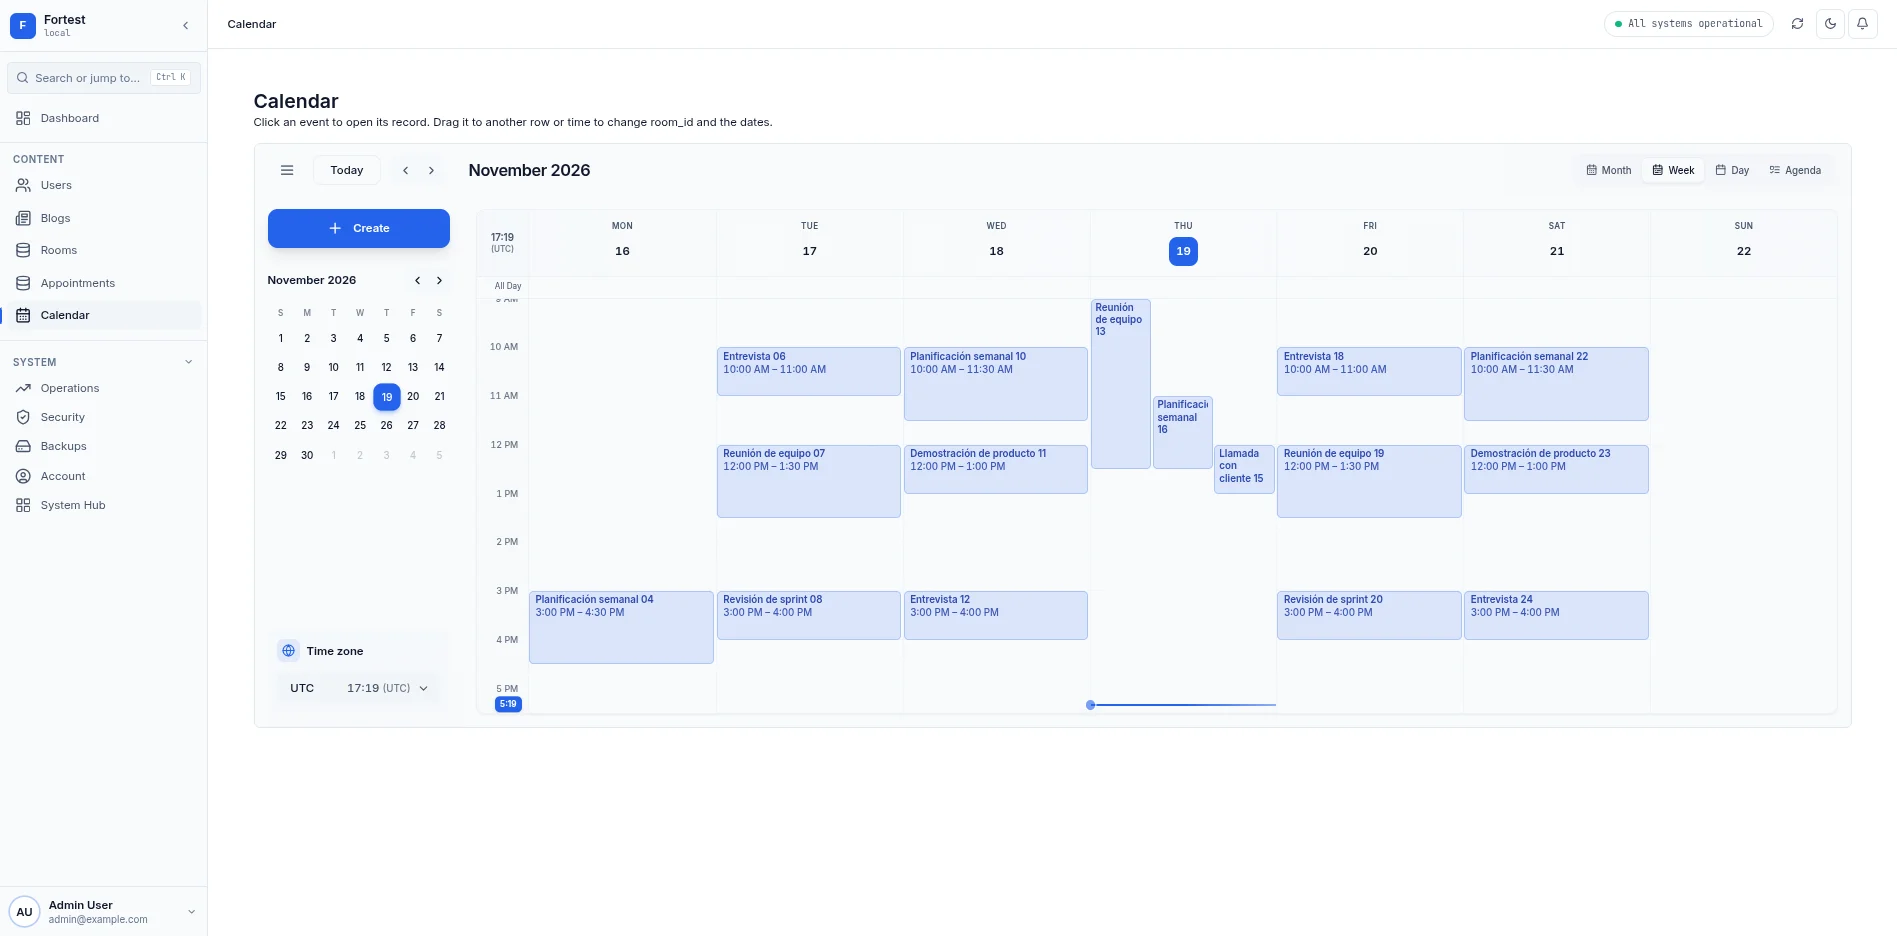 Fortest
local
Search or jump to...
Ctrl K
Dashboard
CONTENT
Users
Blogs
Rooms
Appointments
Calendar
SYSTEM
Operations
Security
Backups
Account
System Hub
AU
Admin User
admin@example.com
Calendar
All systems operational
Calendar
Click an event to open its record. Drag it to another row or time to change room_id and the dates.
Today
November 2026
Month
Week
Day
Agenda
Create
November 2026
S M T W T F S
1 2 3 4 5 6 7
8 9 10 11 12 13 14
15 16 17 18 19 20 21
22 23 24 25 26 27 28
29 30 1 2 3 4 5
Time zone
UTC 17:19 (UTC)
17:19
(UTC)
MON TUE WED THU FRI SAT SUN
16 17 18 19 20 21 22
All Day
9 AM
10 AM
11 AM
12 PM
1 PM
2 PM
3 PM
4 PM
5 PM
5:19
Planificación semanal 04
3:00 PM – 4:30 PM
Entrevista 06
10:00 AM – 11:00 AM
Reunión de equipo 07
12:00 PM – 1:30 PM
Revisión de sprint 08
3:00 PM – 4:00 PM
Planificación semanal 10
10:00 AM – 11:30 AM
Demostración de producto 11
12:00 PM – 1:00 PM
Entrevista 12
3:00 PM – 4:00 PM
Reunión
de equipo
13
Planificaci
semanal
16
Llamada
con
cliente 15
Entrevista 18
10:00 AM – 11:00 AM
Reunión de equipo 19
12:00 PM – 1:30 PM
Revisión de sprint 20
3:00 PM – 4:00 PM
Planificación semanal 22
10:00 AM – 11:30 AM
Demostración de producto 23
12:00 PM – 1:00 PM
Entrevista 24
3:00 PM – 4:00 PM